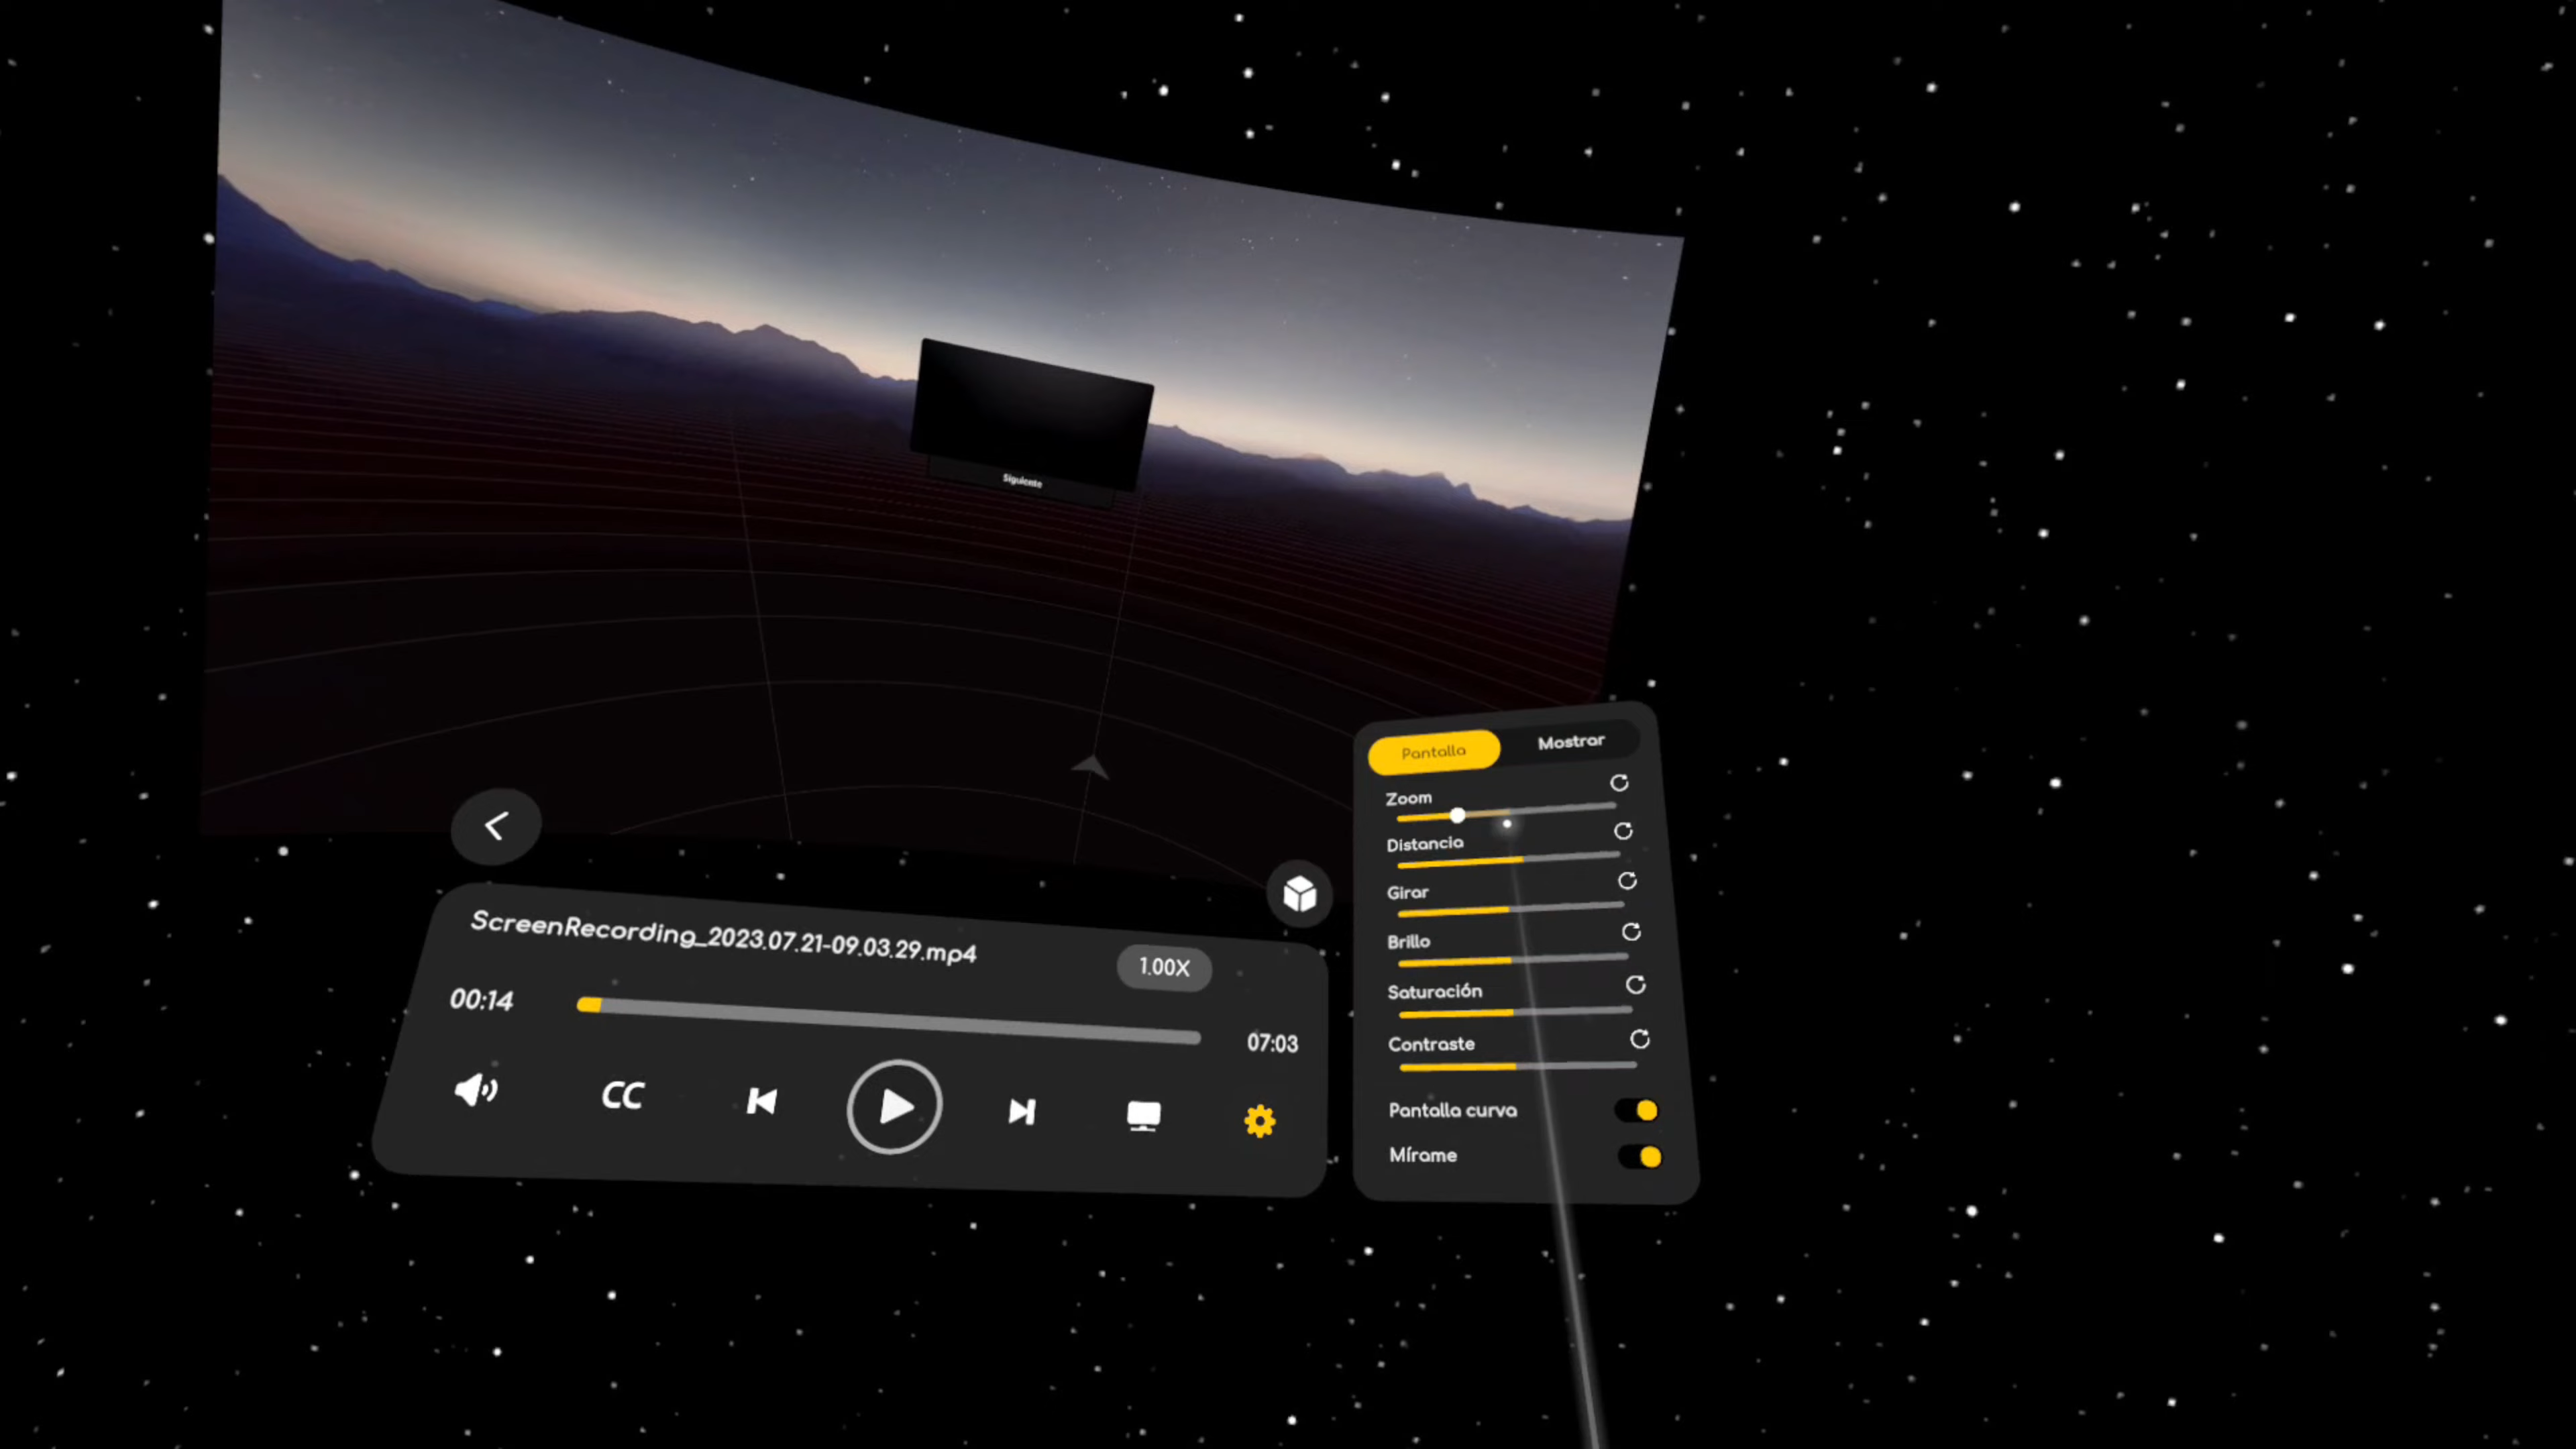 Siguiente
Pantalla
Mostrar
Zoom
Distancia
Girar
Brillo
Saturación
Contraste
Pantalla curva
Mírame
ScreenRecording_2023.07.21-09.03.29.mp4
1.00X
00:14
07:03
CC